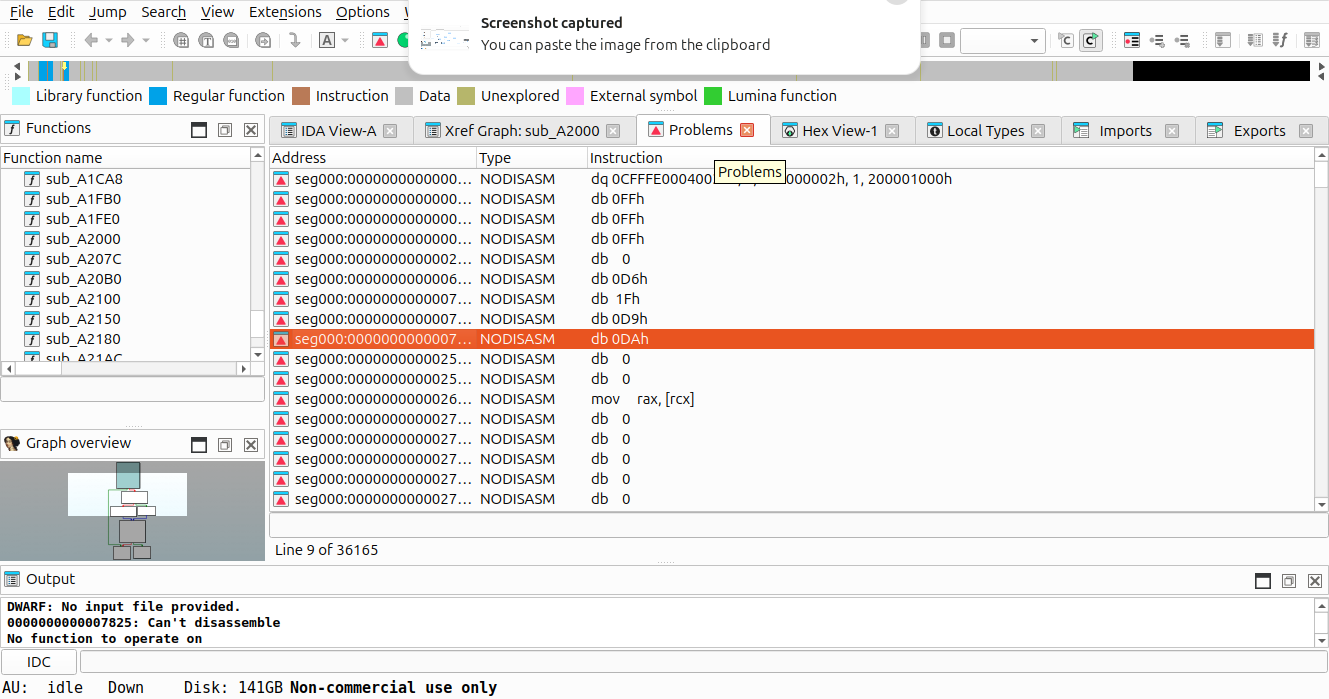 File Edit Jump Search View Extensions Options
Screenshot captured
You can paste the image from the clipboard
Library function Regular function Instruction Data Unexplored External symbol Lumina function
Functions
Function name
sub_A1CA8
sub_A1FB0
sub_A1FE0
sub_A2000
sub_A207C
sub_A20B0
sub_A2100
sub_A2150
sub_A2180
sub_A21AC
Graph overview
IDA View-A Xref Graph: sub_A2000 Problems Hex View-1 Local Types Imports Exports
Address Type Instruction
Problems
seg000:0000000000000... NODISASM dq 0CFFFE000400 000002h, 1, 200001000h
seg000:0000000000000... NODISASM db 0FFh
seg000:0000000000000... NODISASM db 0FFh
seg000:0000000000000... NODISASM db 0FFh
seg000:0000000000002... NODISASM db 0
seg000:0000000000006... NODISASM db 0D6h
seg000:0000000000007... NODISASM db 1Fh
seg000:0000000000007... NODISASM db 0D9h
seg000:0000000000007... NODISASM db 0DAh
seg000:0000000000025... NODISASM db 0
seg000:0000000000025... NODISASM db 0
seg000:0000000000026... NODISASM mov rax, [rcx]
seg000:0000000000027... NODISASM db 0
seg000:0000000000027... NODISASM db 0
seg000:0000000000027... NODISASM db 0
seg000:0000000000027... NODISASM db 0
seg000:0000000000027... NODISASM db 0
Line 9 of 36165
Output
DWARF: No input file provided.
0000000000007825: Can't disassemble
No function to operate on
IDC
AU: idle Down Disk: 141GB Non-commercial use only